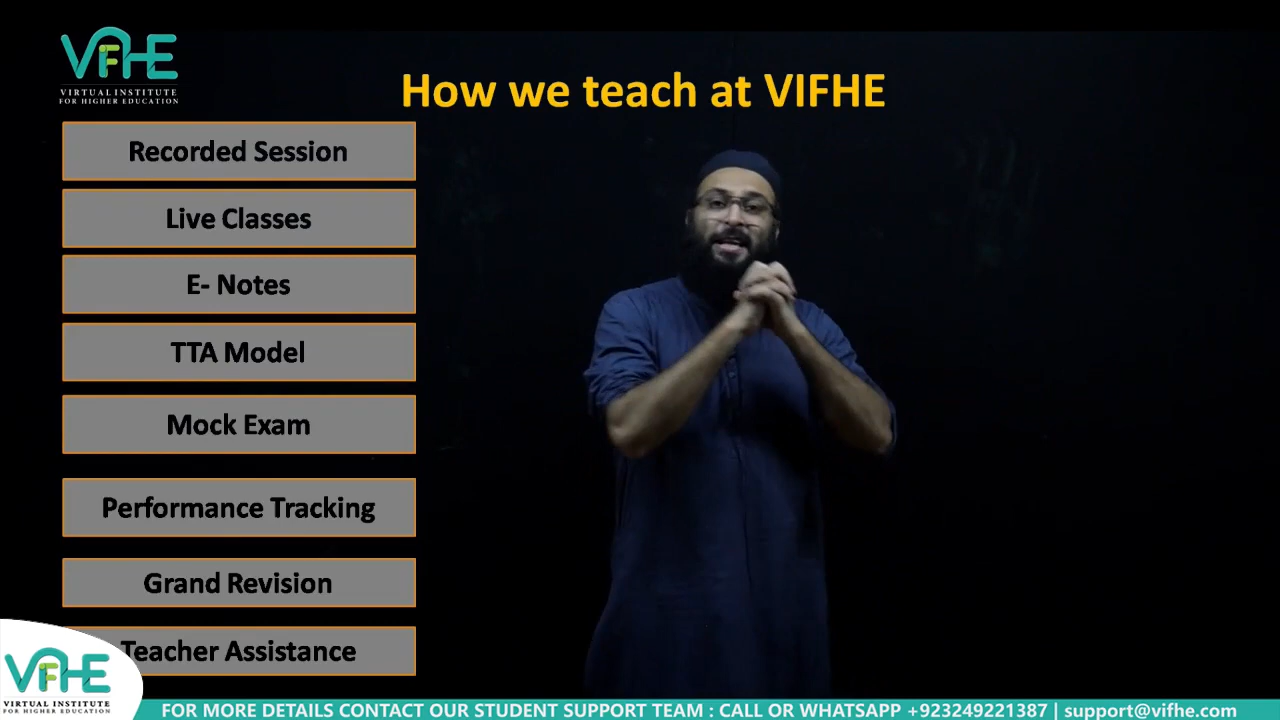 VIFHE
VIRTUAL INSTITUTE
FOR HIGHER EDUCATION
How we teach at VIFHE
Recorded Session
Live Classes
E- Notes
TTA Model
Mock Exam
Performance Tracking
Grand Revision
Teacher Assistance
VIFHE
VIRTUAL INSTITUTE
FOR HIGHER EDUCATION
FOR MORE DETAILS CONTACT OUR STUDENT SUPPORT TEAM : CALL OR WHATSAPP +923249221387 | support@vifhe.com